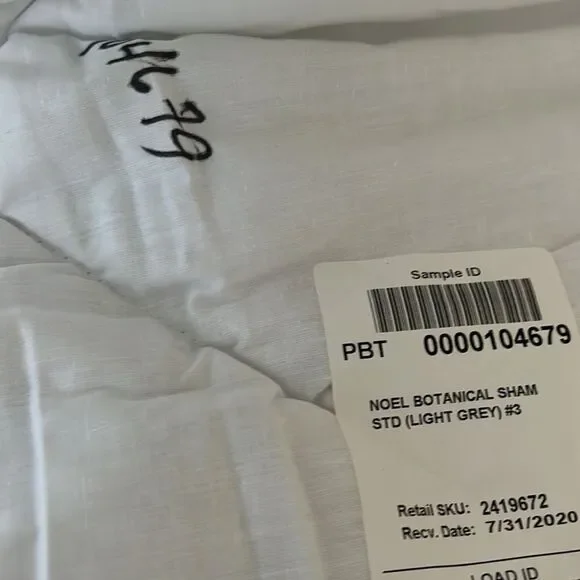 04679
Sample ID
PBT 0000104679
NOEL BOTANICAL SHAM
STD (LIGHT GREY) #3
Retail SKU: 2419672
Recv. Date: 7/31/2020
LOAD ID